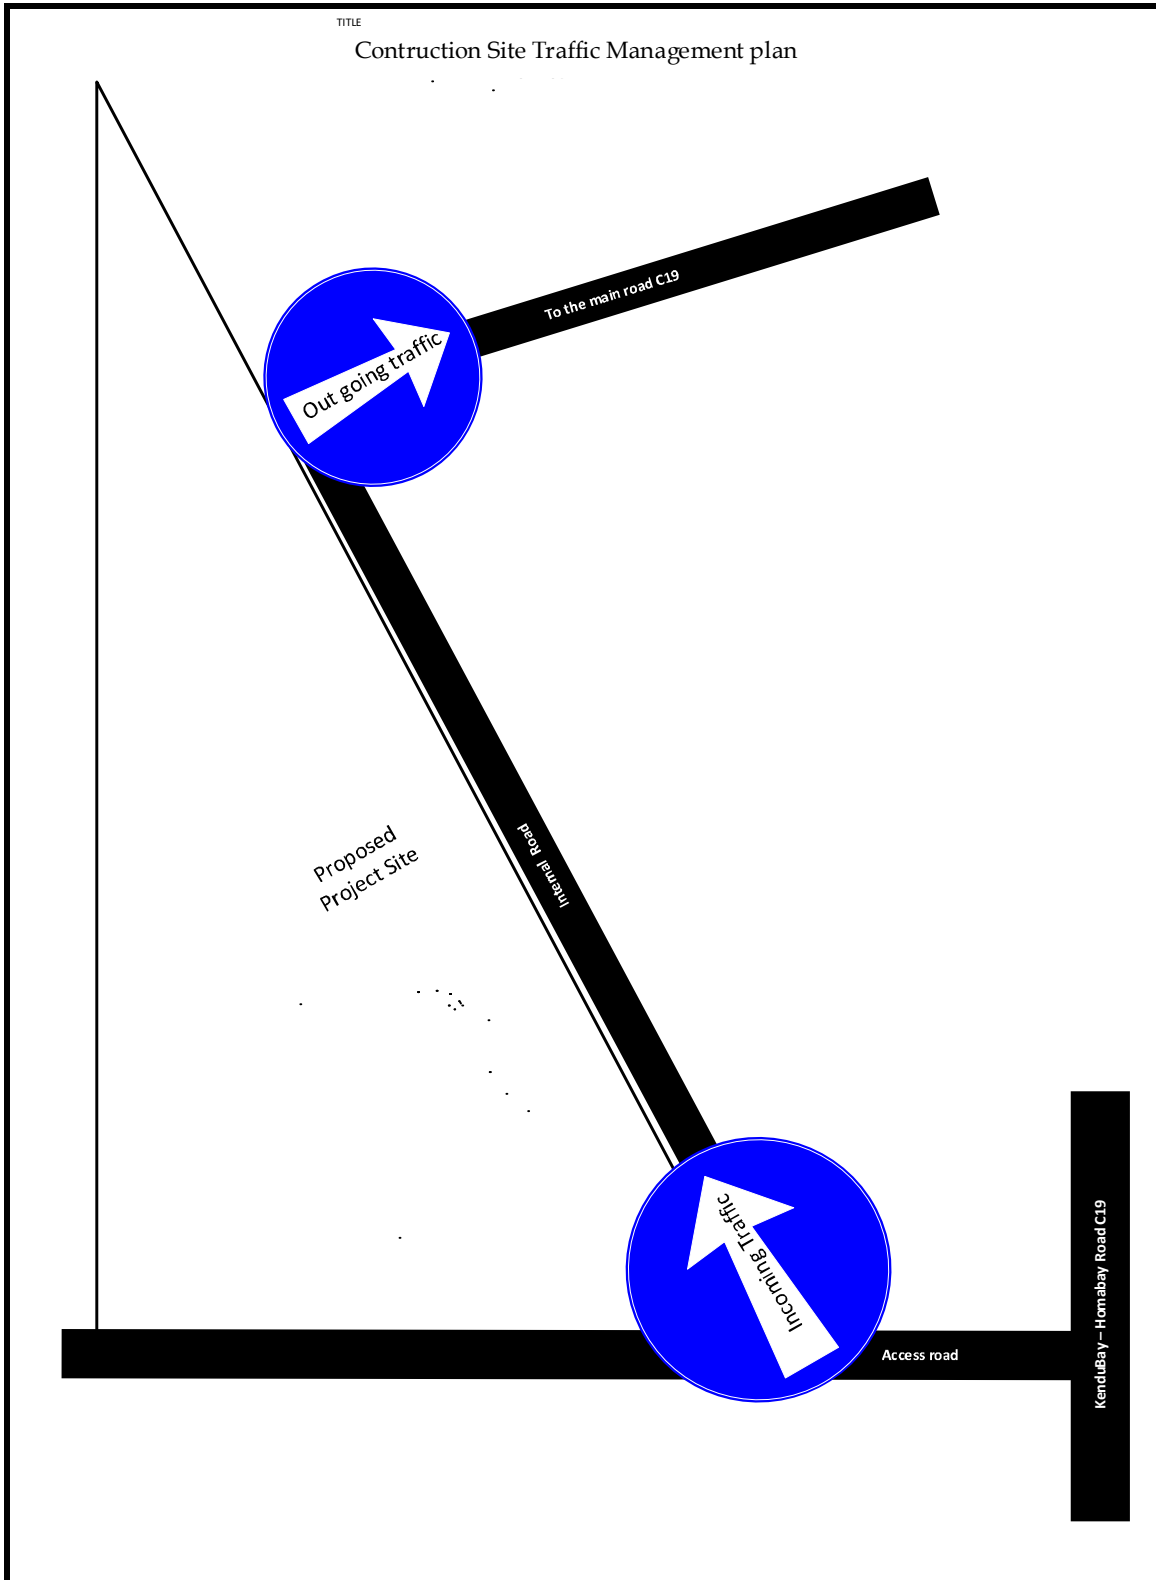 TITLE
Contruction Site Traffic Management plan
To the main road C19
Out going traffic
Internal Road
Proposed
Project Site
Incoming Traffic
KenduBay – Homabay Road C19
Access road